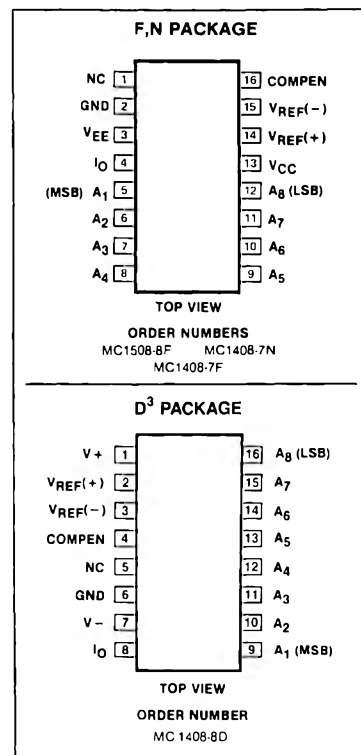 F,N PACKAGE
NC 1 16 COMPEN
GND 2 15 VREF(-)
VEE 3 14 VREF(+)
IO 4 13 VCC
(MSB) A1 5 12 A8 (LSB)
A2 6 11 A7
A3 7 10 A6
A4 8 9 A5
TOP VIEW
ORDER NUMBERS
MC1508-8F MC1408-7N
MC1408-7F
D3 PACKAGE
V+ 1 16 A8 (LSB)
VREF(+) 2 15 A7
VREF(-) 3 14 A6
COMPEN 4 13 A5
NC 5 12 A4
GND 6 11 A3
V- 7 10 A2
IO 8 9 A1 (MSB)
TOP VIEW
ORDER NUMBER
MC 1408-8D